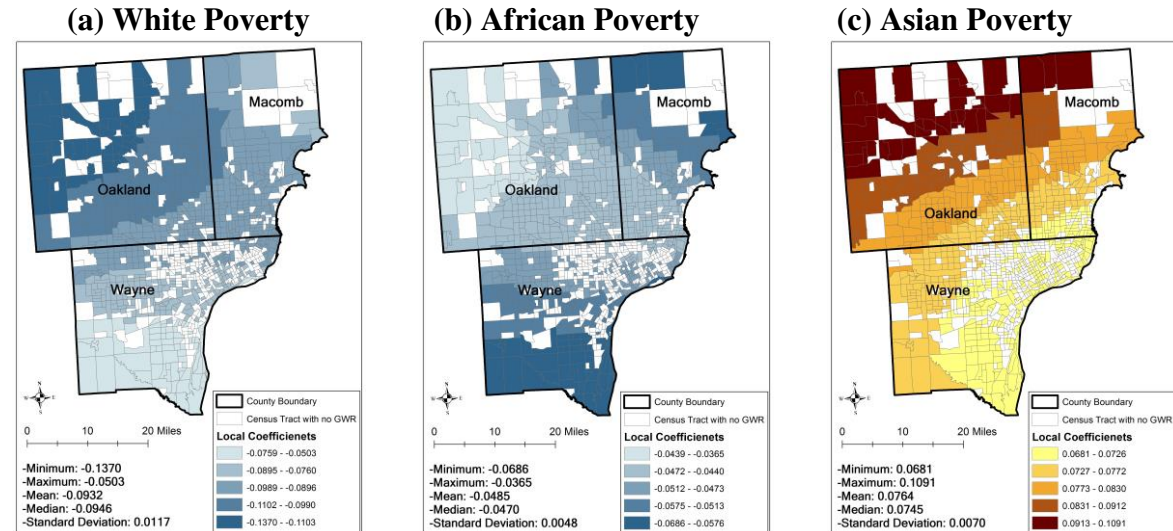 (a) White Poverty
Macomb
Oakland
Wayne
N
W E
S
0 10 20 Miles
-Minimum: -0.1370
-Maximum: -0.0503
-Mean: -0.0932
-Median: -0.0946
-Standard Deviation: 0.0117
County Boundary
Census Tract with no GWR
Local Coefficienets
-0.0759 - -0.0503
-0.0895 - -0.0760
-0.0989 - -0.0896
-0.1102 - -0.0990
-0.1370 - -0.1103
(b) African Poverty
Macomb
Oakland
Wayne
N
W E
S
0 10 20 Miles
-Minimum: -0.0686
-Maximum: -0.0365
-Mean: -0.0485
-Median: -0.0470
-Standard Deviation: 0.0048
County Boundary
Census Tract with no GWR
Local Coefficienets
-0.0439 - -0.0365
-0.0472 - -0.0440
-0.0512 - -0.0473
-0.0575 - -0.0513
-0.0686 - -0.0576
(c) Asian Poverty
Macomb
Oakland
Wayne
N
W E
S
0 10 20 Miles
-Minimum: 0.0681
-Maximum: 0.1091
-Mean: 0.0764
-Median: 0.0745
-Standard Deviation: 0.0070
County Boundary
Census Tract with no GWR
Local Coefficienets
0.0681 - 0.0726
0.0727 - 0.0772
0.0773 - 0.0830
0.0831 - 0.0912
0.0913 - 0.1091